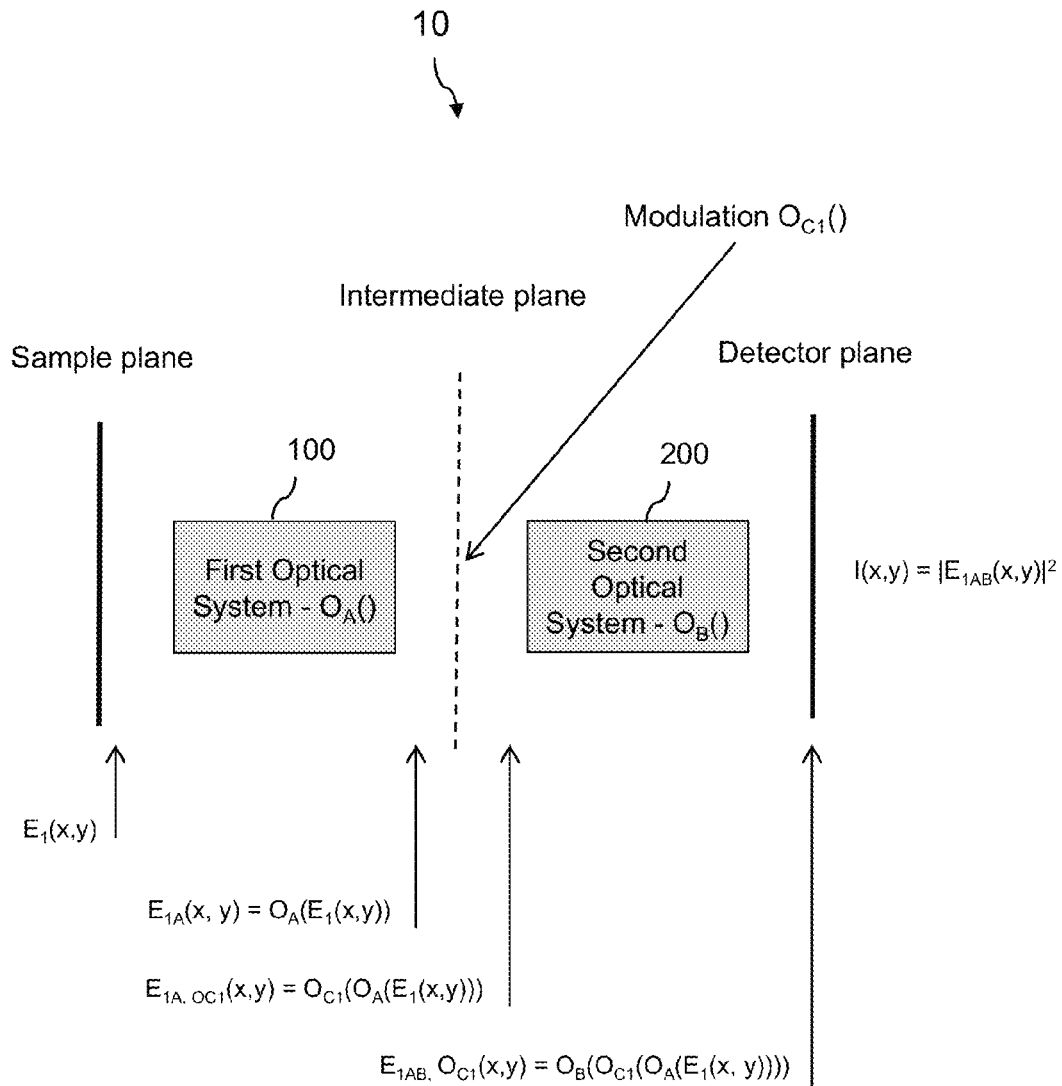 10
Modulation O_C1()
Intermediate plane
Sample plane
Detector plane
100
200
First Optical
System - O_A()
Second
Optical
System - O_B()
I(x,y) = |E_1AB(x,y)|²
E_1(x,y)
E_1A(x, y) = O_A(E_1(x,y))
E_1A, OC1(x,y) = O_C1(O_A(E_1(x,y)))
E_1AB, O_C1(x,y) = O_B(O_C1(O_A(E_1(x, y))))